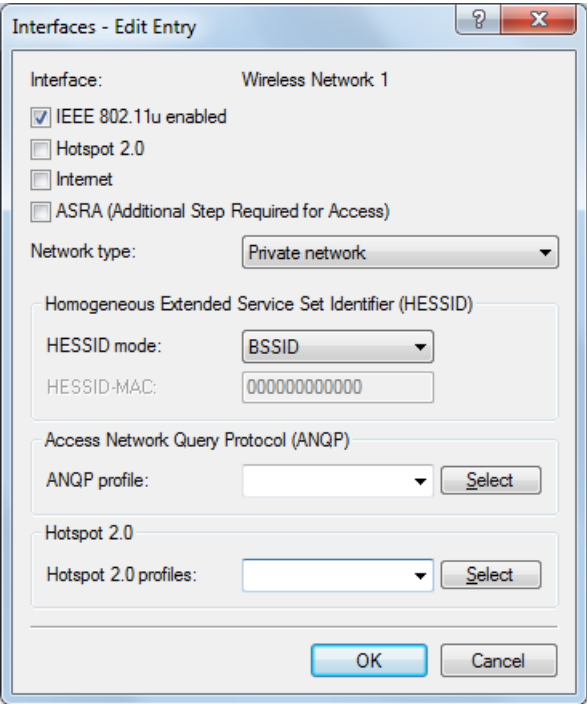 Interfaces - Edit Entry
Interface: Wireless Network 1
IEEE 802.11u enabled
Hotspot 2.0
Internet
ASRA (Additional Step Required for Access)
Network type: Private network
Homogeneous Extended Service Set Identifier (HESSID)
HESSID mode: BSSID
HESSID-MAC: 000000000000
Access Network Query Protocol (ANQP)
ANQP profile: Select
Hotspot 2.0
Hotspot 2.0 profiles: Select
OK Cancel